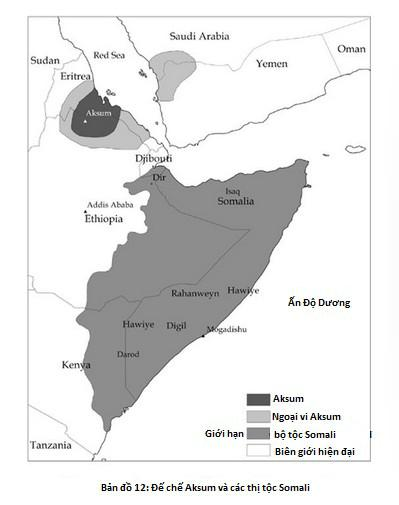 Saudi Arabia
Oman
Red Sea
Sudan
Yemen
Eritrea
Aksum
Djibouti
Dir
Isaq
Somalia
Addis Ababa
Ethiopia
Rahanweyn
Hawiye
Ấn Độ Dương
Hawiye
Digil
Mogadishu
Darod
Kenya
Aksum
Ngoại vi Aksum
Giới hạn bộ tộc Somali
Biên giới hiện đại
Tanzania
Bản đồ 12: Đế chế Aksum và các thị tộc Somali